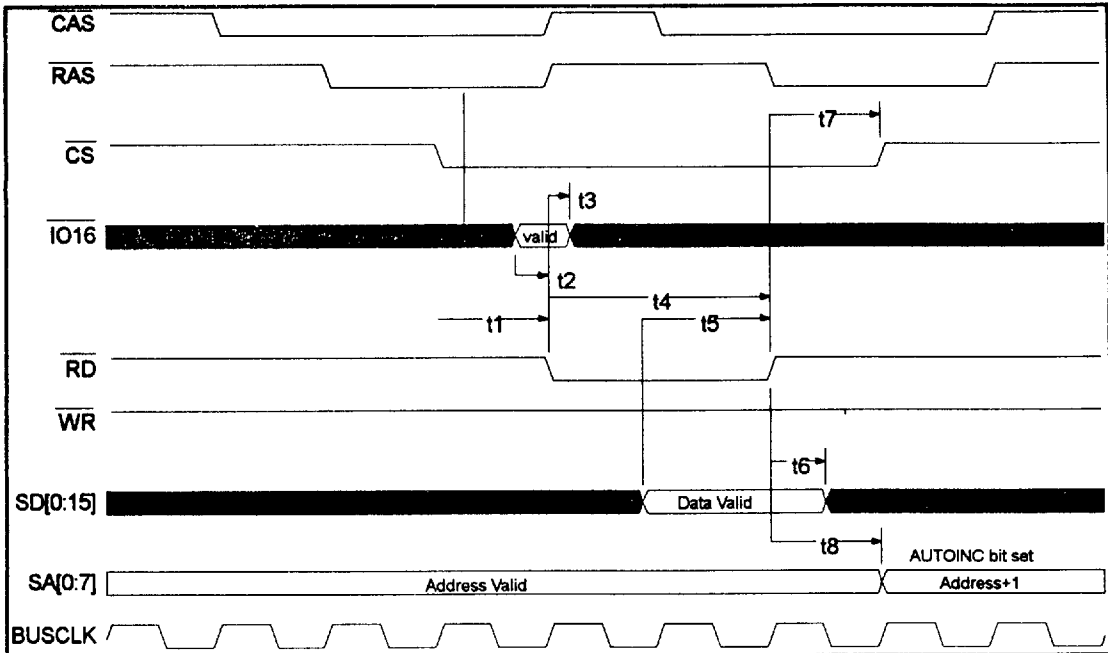 CAS
RAS
t7
CS
t3
IO16
valid
t2
t4
t1
t5
RD
WR
t6
SD[0:15]
Data Valid
t8
AUTOINC bit set
SA[0:7]
Address Valid
Address+1
BUSCLK